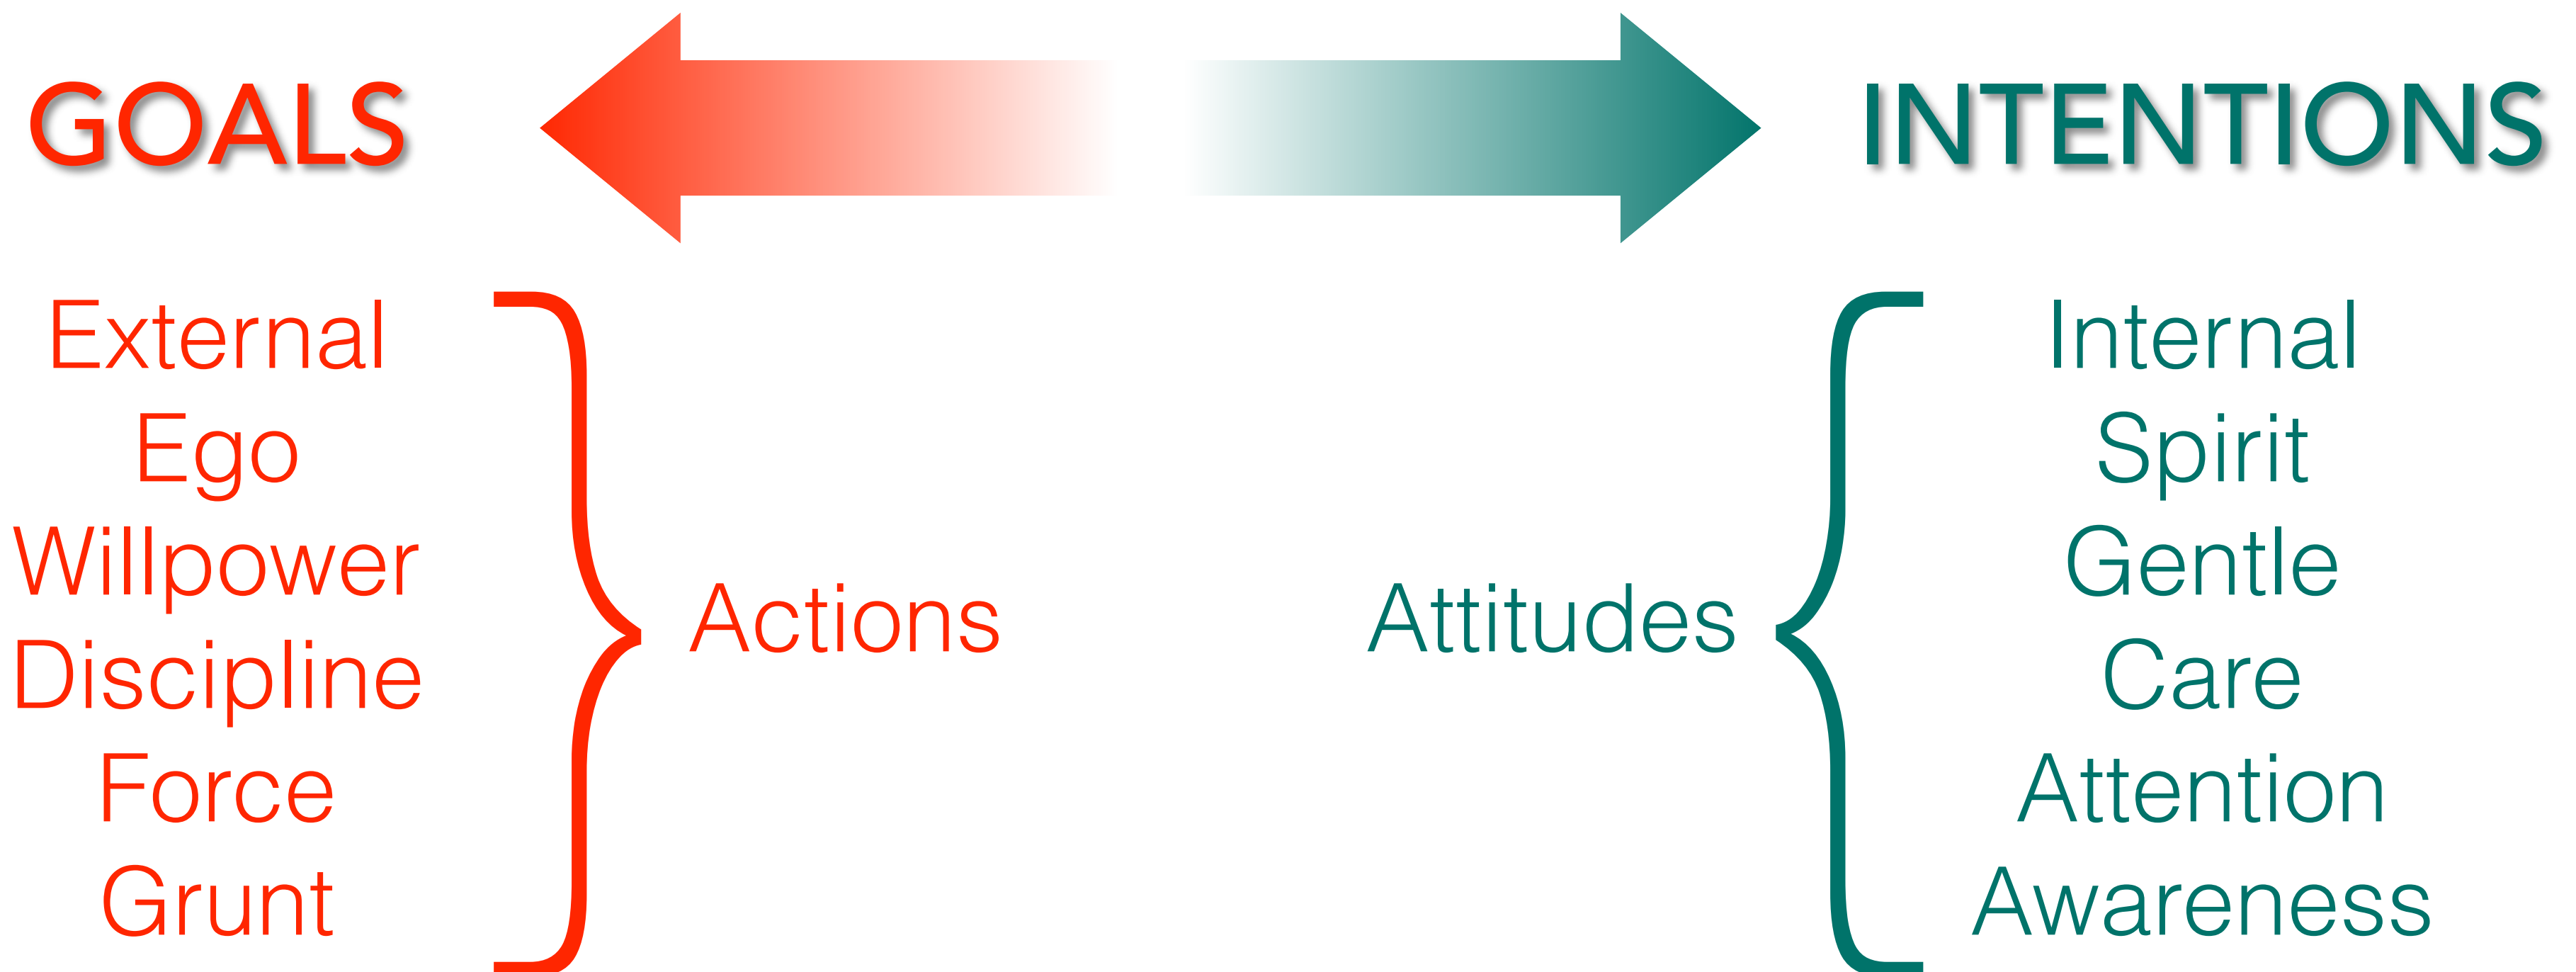 GOALS
INTENTIONS
External
Ego
Willpower
Discipline
Force
Grunt
Actions
Attitudes
Internal
Spirit
Gentle
Care
Attention
Awareness